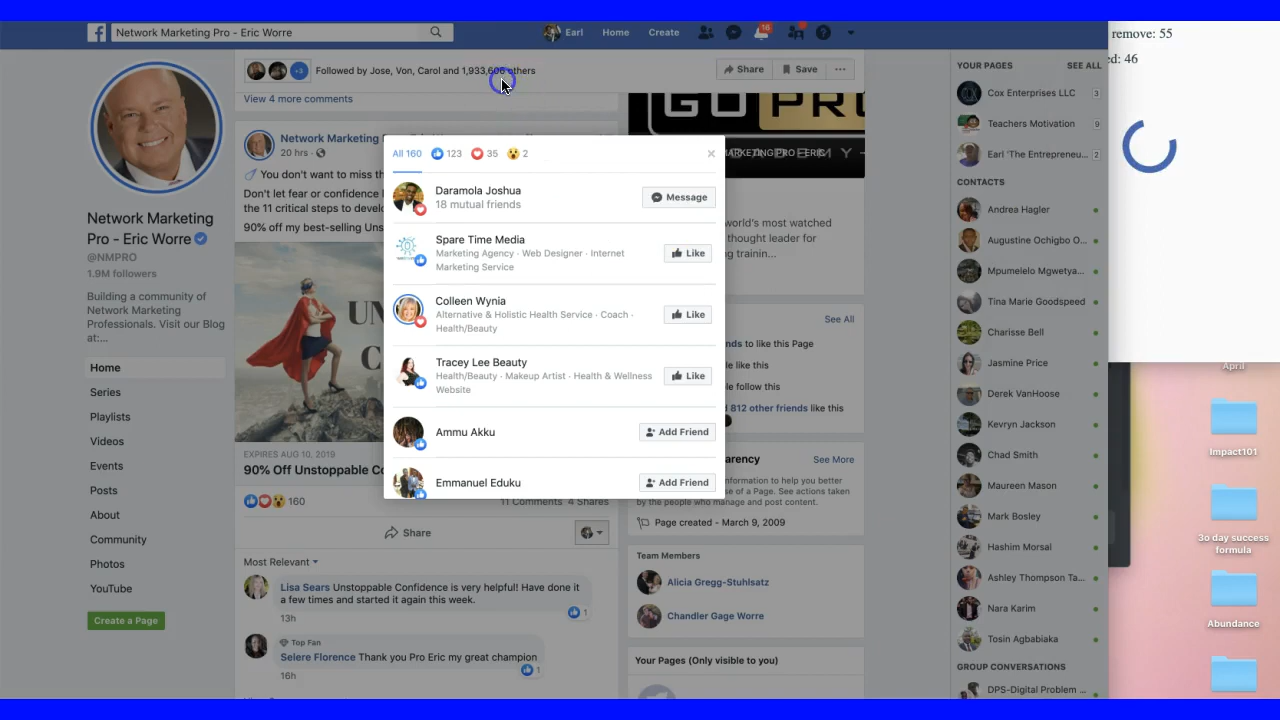 Network Marketing Pro - Eric Worre
Earl
Home
Create
16
+3
Followed by Jose, Von, Carol and 1,933,606 others
Share
Save
View 4 more comments
Network Marketing
Pro - Eric Worre
@NMPRO
1.9M followers
Building a community of
Network Marketing
Professionals. Visit our Blog
at:...
Home
Series
Playlists
Videos
Events
Posts
About
Community
Photos
YouTube
Create a Page
Network Marketing
20 hrs ·
You don't want to miss th
Don't let fear or confidence
the 11 critical steps to devel
90% off my best-selling Uns
UN
C
EXPIRES AUG 10, 2019
90% Off Unstoppable Co
160
11 Comments 4 Shares
Share
Most Relevant
Lisa Sears Unstoppable Confidence is very helpful! Have done it
a few times and started it again this week.
1
13h
Top Fan
Selere Florence Thank you Pro Eric my great champion
1
16h
All 160 123 35 2
Daramola Joshua
18 mutual friends
Message
Spare Time Media
Marketing Agency · Web Designer · Internet
Marketing Service
Like
Colleen Wynia
Alternative & Holistic Health Service · Coach ·
Health/Beauty
Like
Tracey Lee Beauty
Health/Beauty · Makeup Artist · Health & Wellness
Website
Like
Ammu Akku
Add Friend
Emmanuel Eduku
Add Friend
GO PRO
world's most watched
thought leader for
trainin...
See All
nds to like this Page
like this
follow this
812 other friends like this
arency
See More
information to help you better
se of a Page. See actions taken
by the people who manage and post content.
Page created - March 9, 2009
Team Members
Alicia Gregg-Stuhlsatz
Chandler Gage Worre
Your Pages (Only visible to you)
YOUR PAGES
SEE ALL
Cox Enterprises LLC 3
Teachers Motivation 9
Earl 'The Entrepreneu... 2
CONTACTS
Andrea Hagler
Augustine Ochigbo O...
Mpumelelo Mgwetya...
Tina Marie Goodspeed
Charisse Bell
Jasmine Price
Derek VanHoose
Kevryn Jackson
Chad Smith
Maureen Mason
Mark Bosley
Hashim Morsal
Ashley Thompson Ta...
Nara Karim
Tosin Agbabiaka
GROUP CONVERSATIONS
DPS-Digital Problem ...
remove: 55
ed: 46
April
Impact101
3o day success
formula
Abundance